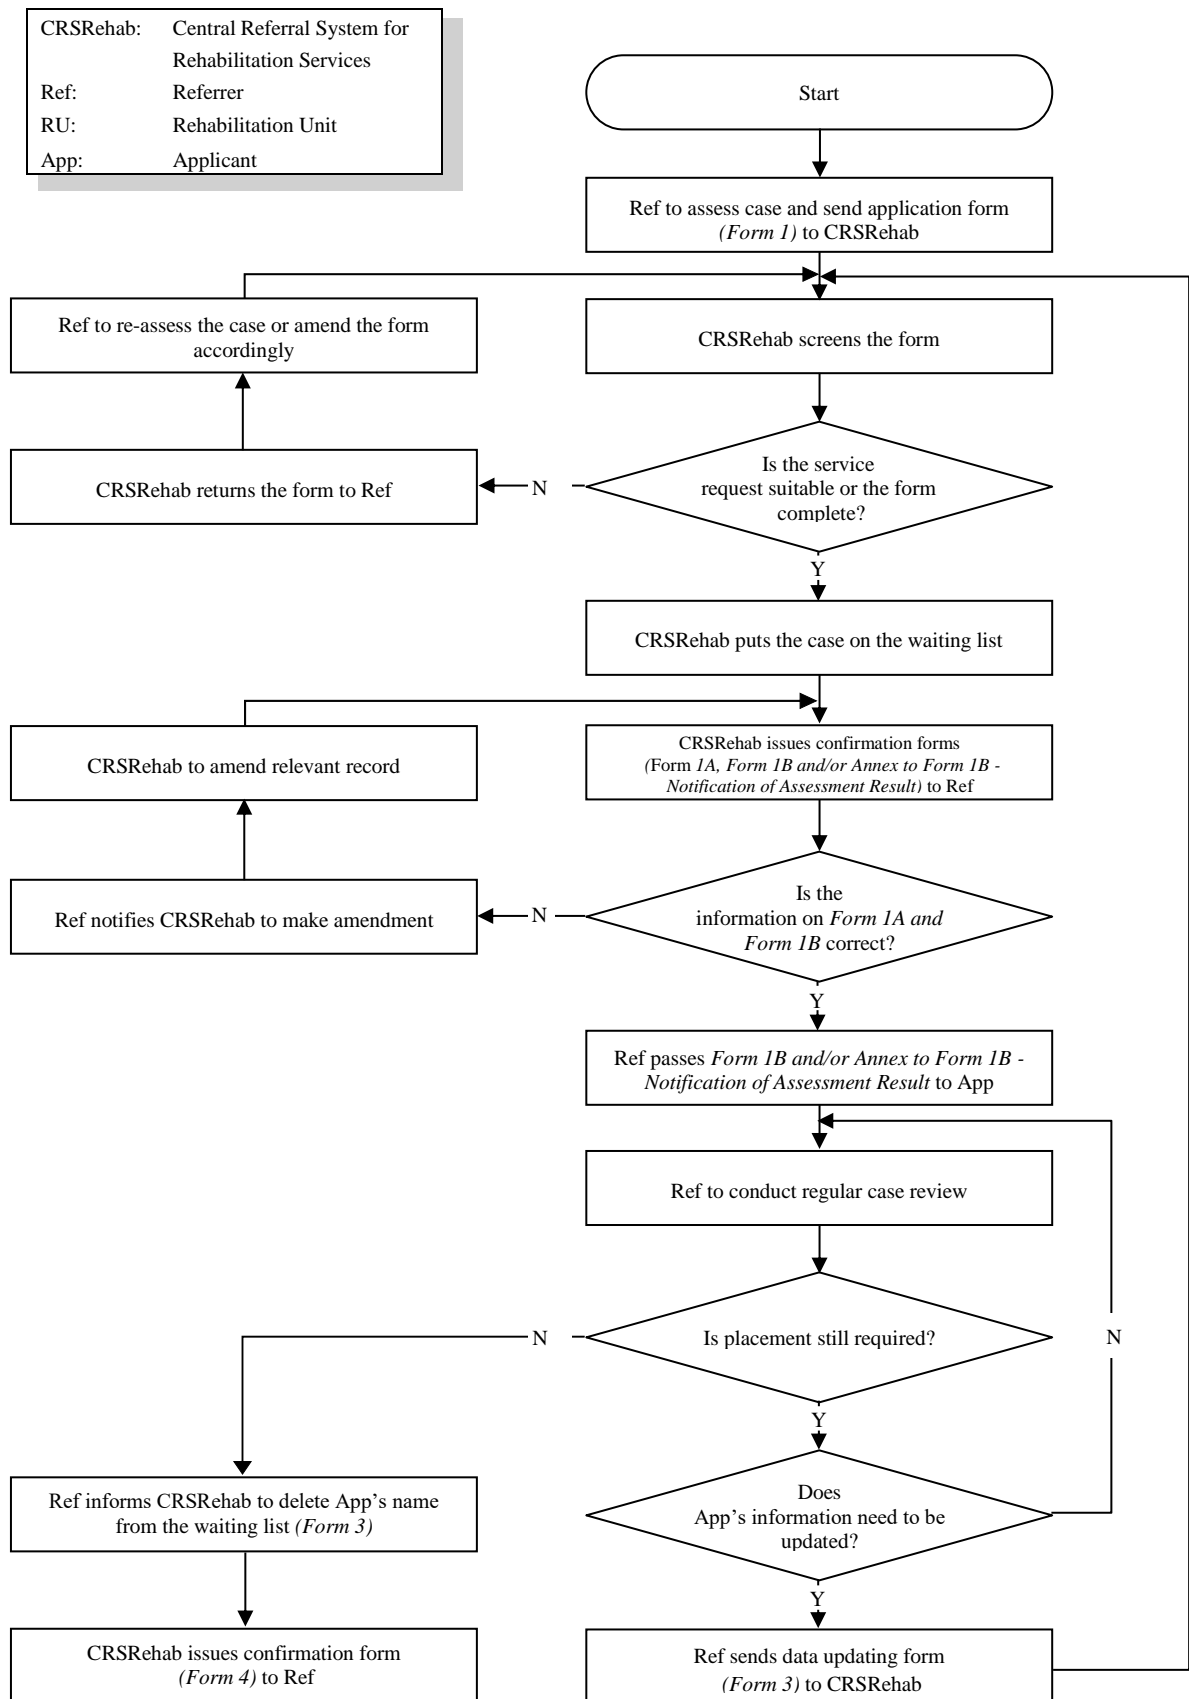 CRSRehab: Central Referral System for
Rehabilitation Services
Ref: Referrer
RU: Rehabilitation Unit
App: Applicant
Start
Ref to assess case and send application form
(Form 1) to CRSRehab
Ref to re-assess the case or amend the form
accordingly
CRSRehab screens the form
CRSRehab returns the form to Ref
N
Is the service
request suitable or the form
complete?
Y
CRSRehab puts the case on the waiting list
CRSRehab to amend relevant record
CRSRehab issues confirmation forms
(Form 1A, Form 1B and/or Annex to Form 1B -
Notification of Assessment Result) to Ref
Ref notifies CRSRehab to make amendment
N
Is the
information on Form 1A and
Form 1B correct?
Y
Ref passes Form 1B and/or Annex to Form 1B -
Notification of Assessment Result to App
Ref to conduct regular case review
N
Is placement still required?
N
Y
Ref informs CRSRehab to delete App's name
from the waiting list (Form 3)
Does
App's information need to be
updated?
Y
CRSRehab issues confirmation form
(Form 4) to Ref
Ref sends data updating form
(Form 3) to CRSRehab